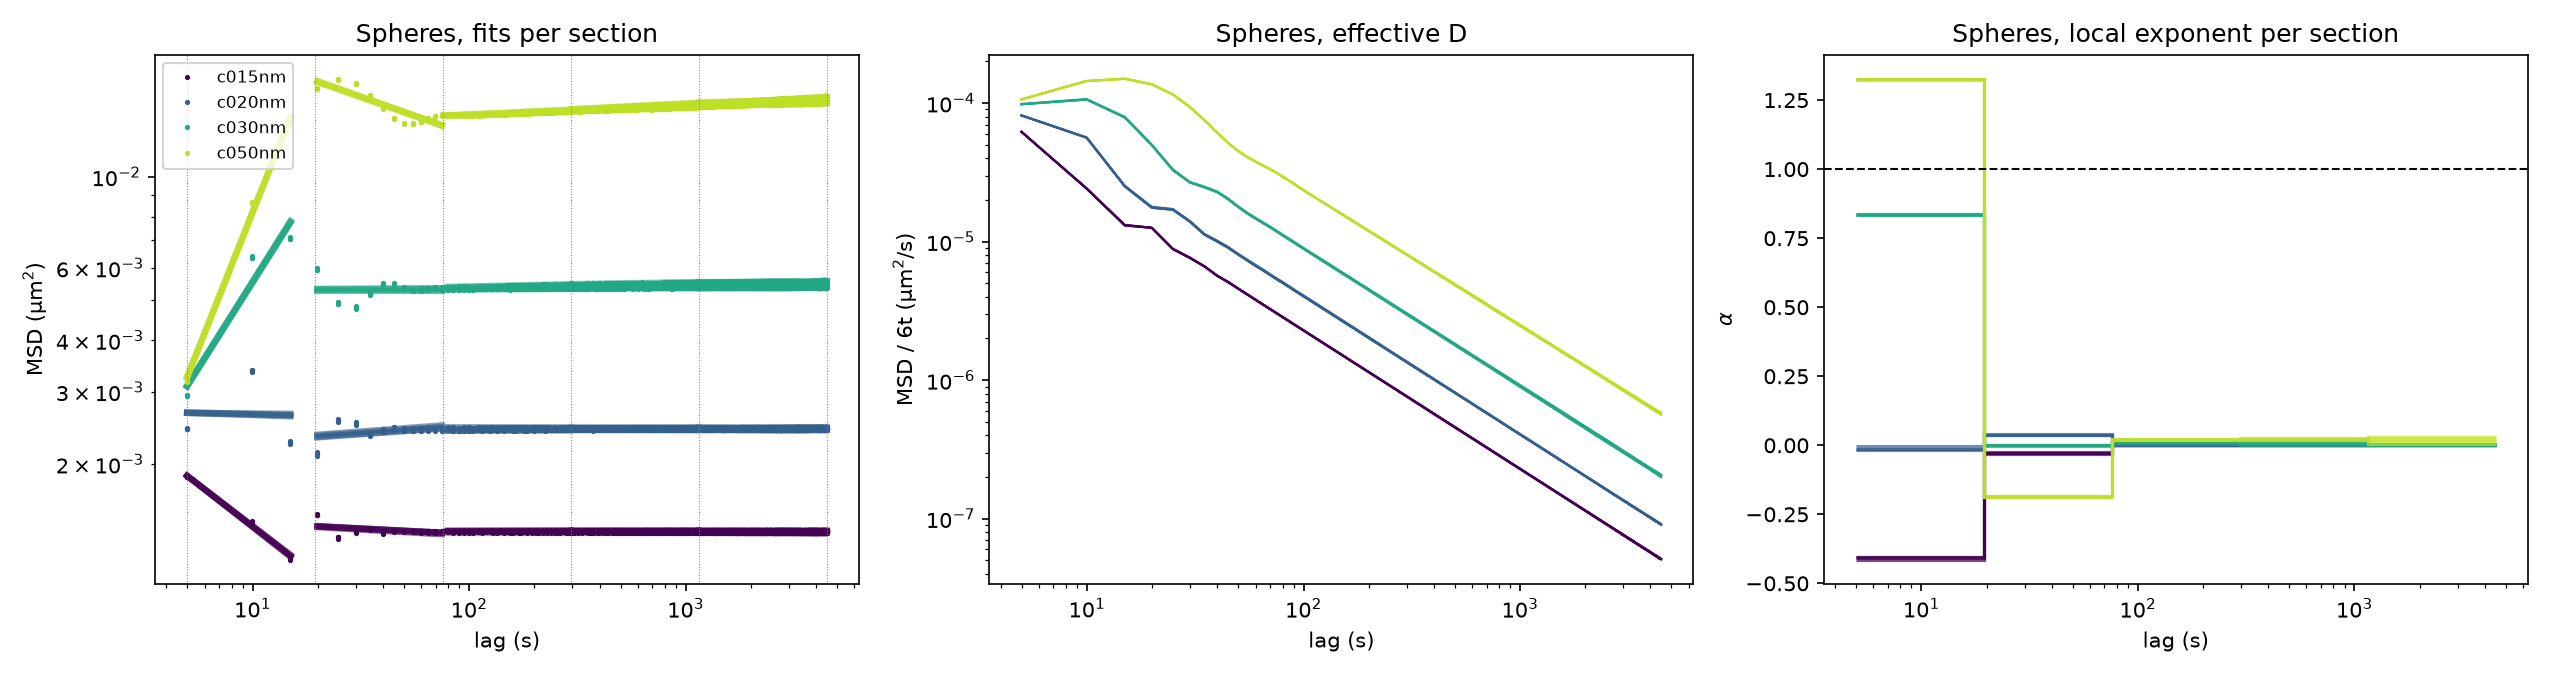 Spheres, fits per section
c015nm
c020nm
c030nm
c050nm
MSD (µm²)
10⁻²
6 × 10⁻³
4 × 10⁻³
3 × 10⁻³
2 × 10⁻³
10¹
10²
10³
lag (s)
Spheres, effective D
MSD / 6t (µm²/s)
10⁻⁴
10⁻⁵
10⁻⁶
10⁻⁷
10¹
10²
10³
lag (s)
Spheres, local exponent per section
α
1.25
1.00
0.75
0.50
0.25
0.00
−0.25
−0.50
10¹
10²
10³
lag (s)